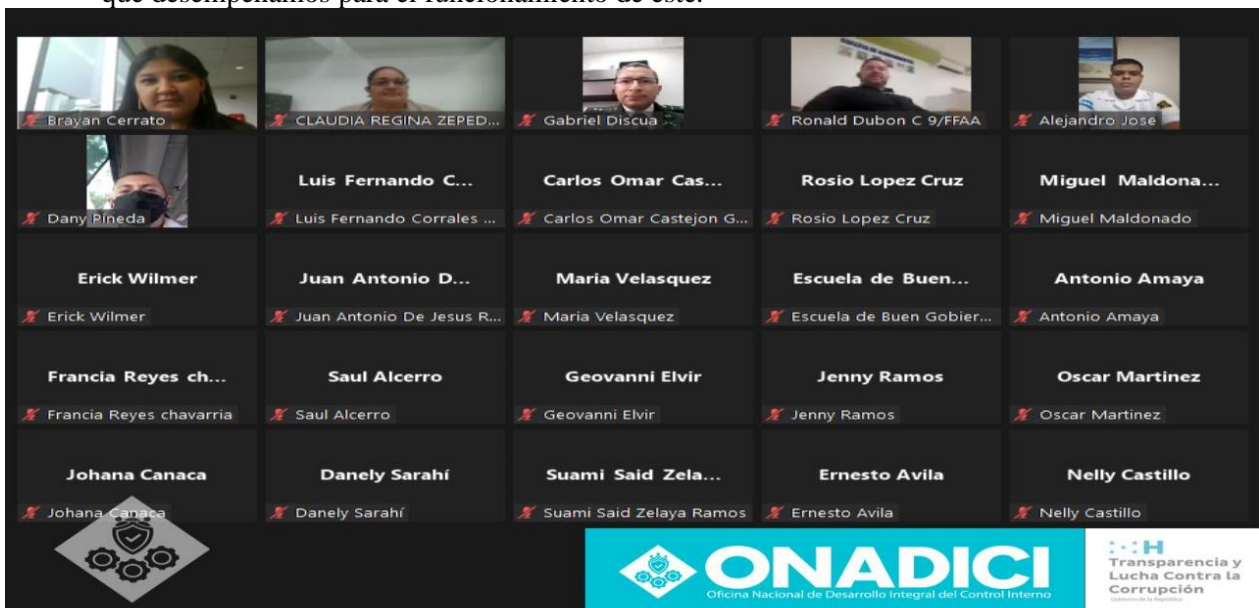 que desempeñamos para el funcionamiento de este.
Brayan Cerrato
CLAUDIA REGINA ZEPED...
Gabriel Discua
Ronald Dubon C 9/FFAA
Alejandro Jose
Dany Pineda
Luis Fernando C...
Luis Fernando Corrales ...
Carlos Omar Cas...
Carlos Omar Castejon G...
Rosio Lopez Cruz
Rosio Lopez Cruz
Miguel Maldona...
Miguel Maldonado
Erick Wilmer
Erick Wilmer
Juan Antonio D...
Juan Antonio De Jesus R...
Maria Velasquez
Maria Velasquez
Escuela de Buen...
Escuela de Buen Gobier...
Antonio Amaya
Antonio Amaya
Francia Reyes ch...
Francia Reyes chavarria
Saul Alcerro
Saul Alcerro
Geovanni Elvir
Geovanni Elvir
Jenny Ramos
Jenny Ramos
Oscar Martinez
Oscar Martinez
Johana Canaca
Johana Canaca
Danely Sarahí
Danely Sarahí
Suami Said Zela...
Suami Said Zelaya Ramos
Ernesto Avila
Ernesto Avila
Nelly Castillo
Nelly Castillo
ONADICI
Oficina Nacional de Desarrollo Integral del Control Interno
H
Transparencia y
Lucha Contra la
Corrupción
Gobierno de la República